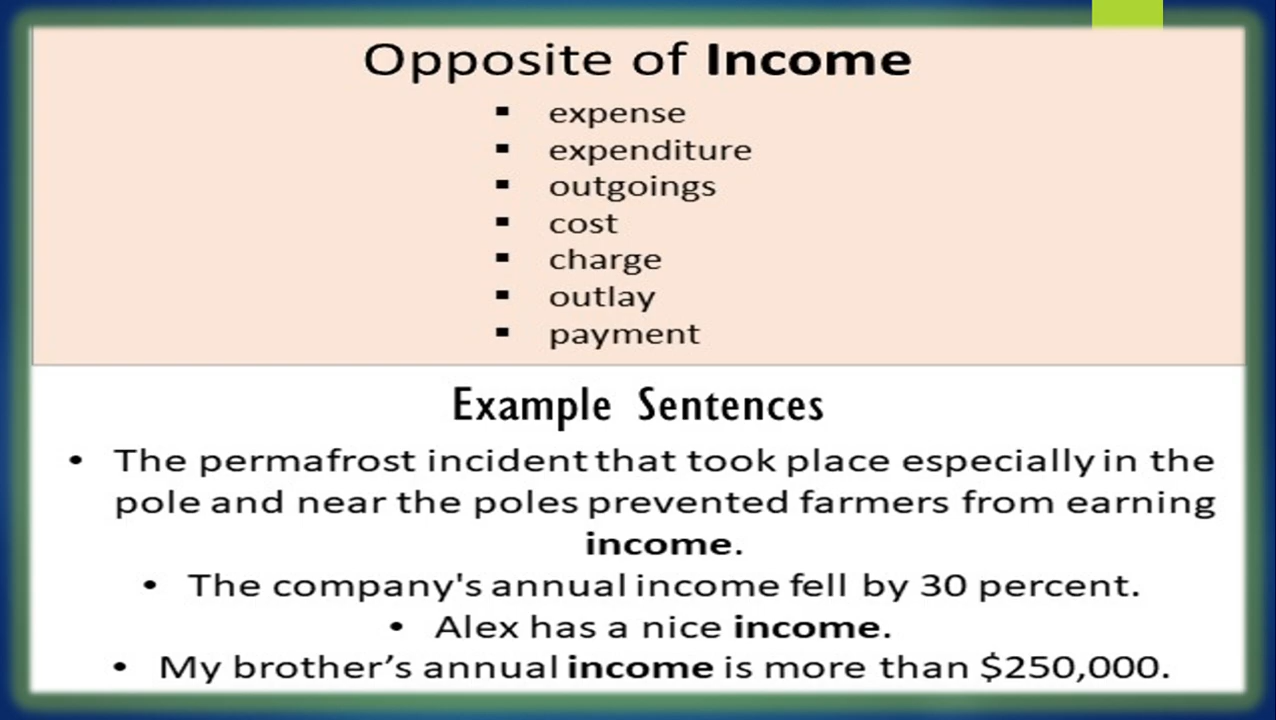 Opposite of Income
▪ expense
▪ expenditure
▪ outgoings
▪ cost
▪ charge
▪ outlay
▪ payment
Example Sentences
• The permafrost incident that took place especially in the
pole and near the poles prevented farmers from earning
income.
• The company's annual income fell by 30 percent.
• Alex has a nice income.
• My brother’s annual income is more than $250,000.